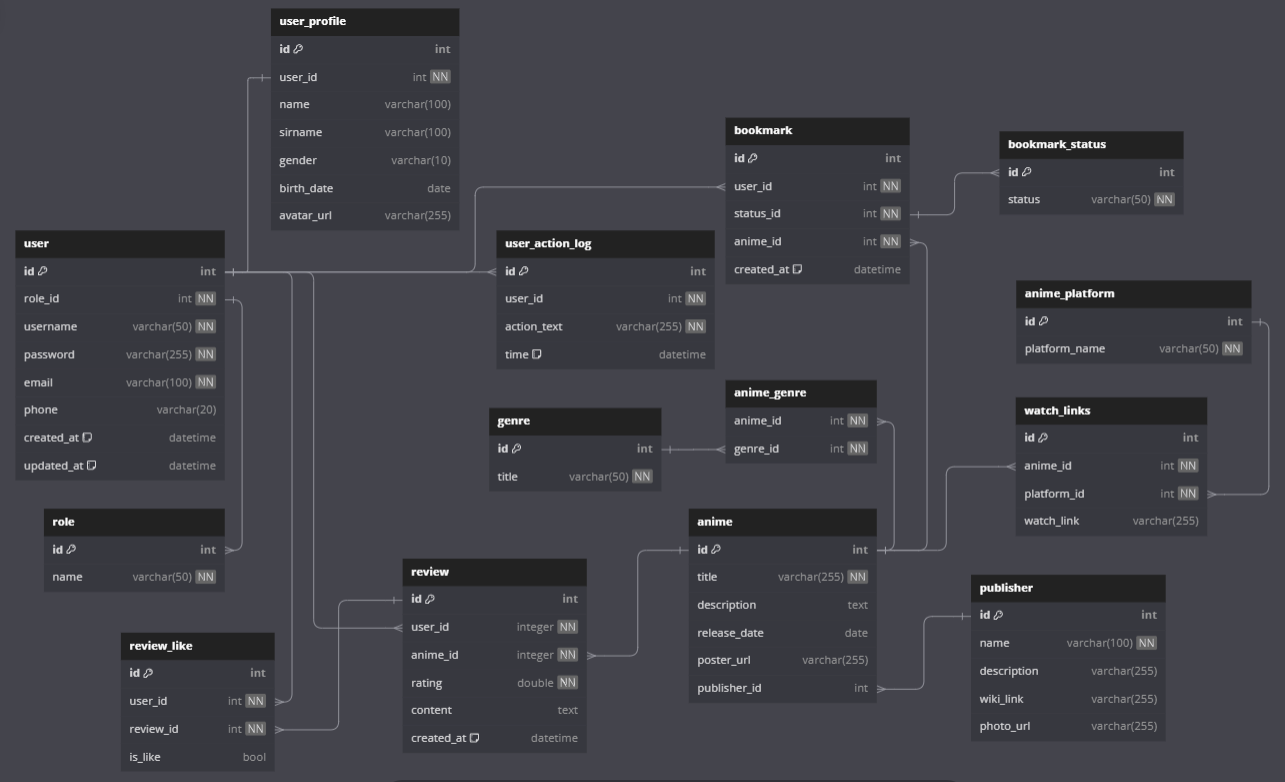 user_profile
id int
user_id int NN
name varchar(100)
sirname varchar(100)
gender varchar(10)
birth_date date
avatar_url varchar(255)
bookmark
id int
user_id int NN
status_id int NN
anime_id int NN
created_at datetime
bookmark_status
id int
status varchar(50) NN
user
id int
role_id int NN
username varchar(50) NN
password varchar(255) NN
email varchar(100) NN
phone varchar(20)
created_at datetime
updated_at datetime
user_action_log
id int
user_id int NN
action_text varchar(255) NN
time datetime
anime_platform
id int
platform_name varchar(50) NN
anime_genre
anime_id int NN
genre_id int NN
genre
id int
title varchar(50) NN
watch_links
id int
anime_id int NN
platform_id int NN
watch_link varchar(255)
role
id int
name varchar(50) NN
anime
id int
title varchar(255) NN
description text
release_date date
poster_url varchar(255)
publisher_id int
review
id int
user_id integer NN
anime_id integer NN
rating double NN
content text
created_at datetime
publisher
id int
name varchar(100) NN
description varchar(255)
wiki_link varchar(255)
photo_url varchar(255)
review_like
id int
user_id int NN
review_id int NN
is_like bool